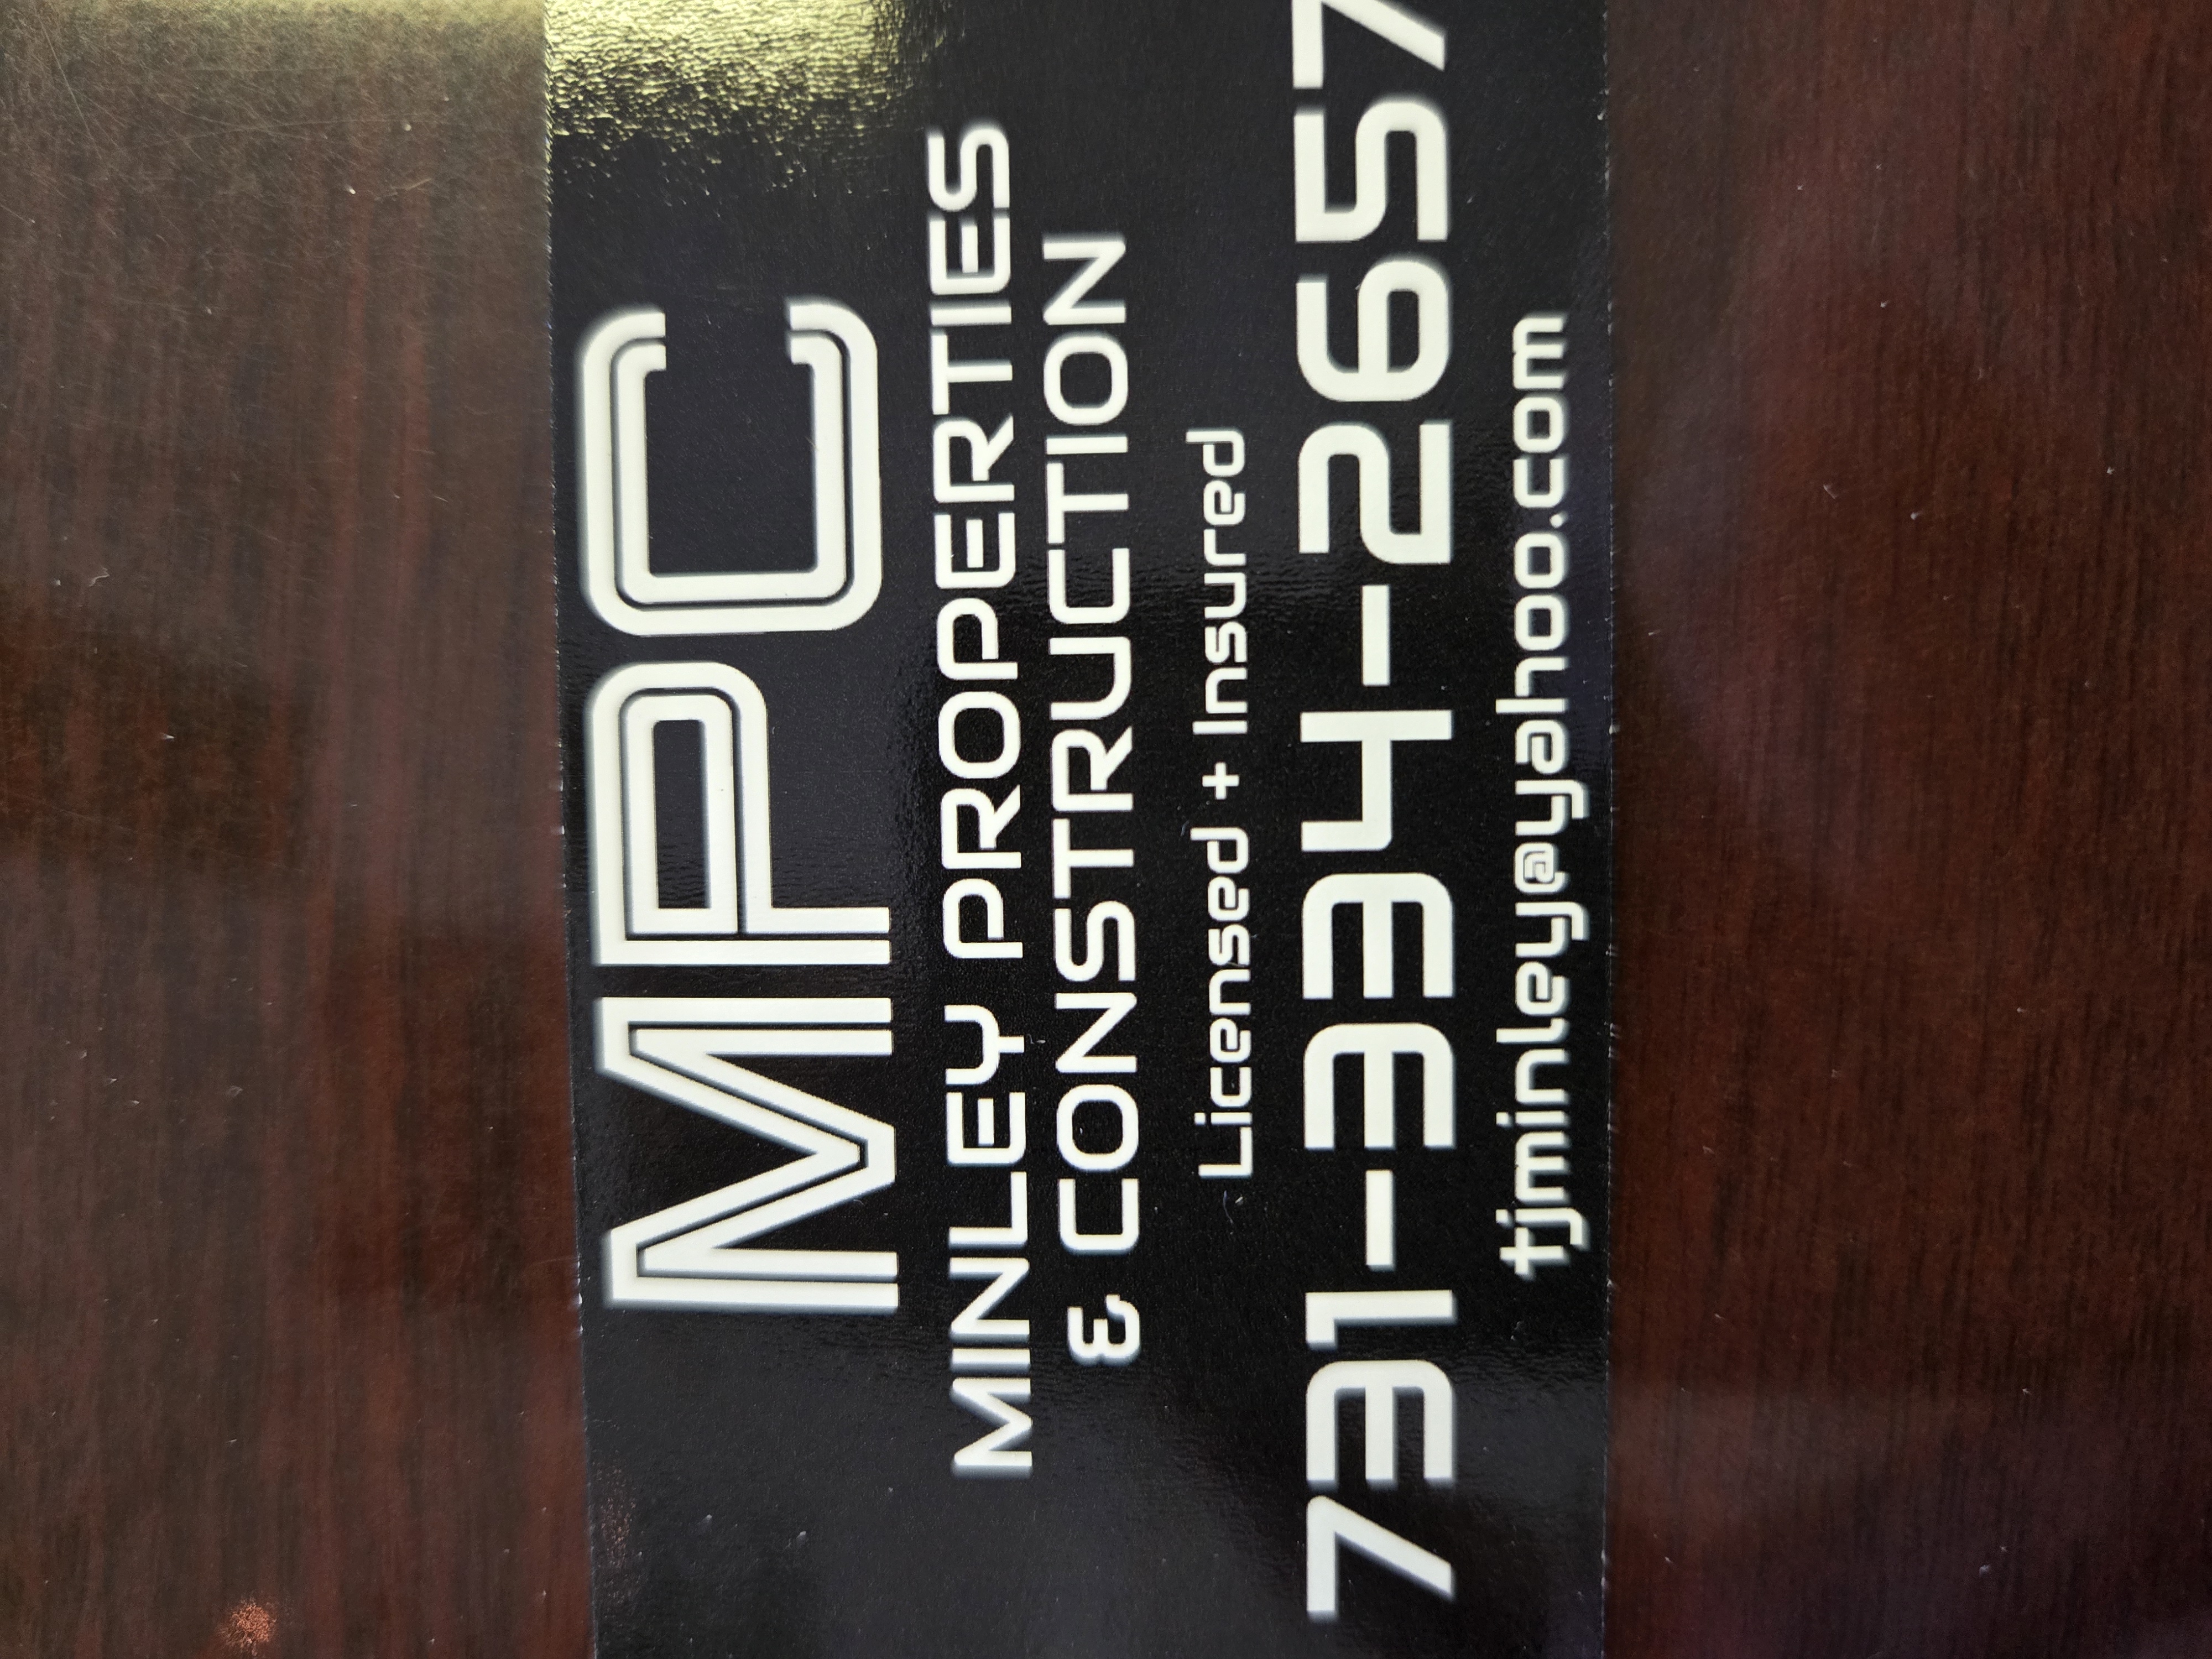 MPC
MINLEY PROPERTIES
& CONSTRUCTION
Licensed + Insured
731-334-2657
tjminley@yahoo.com